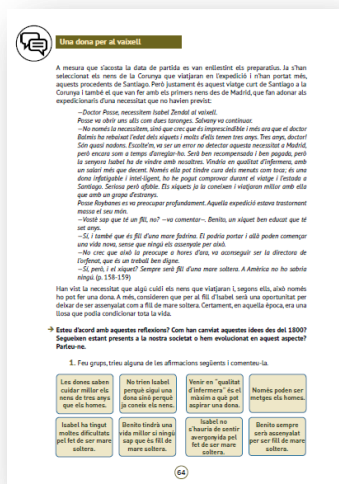 Una dona per al vaixell
A mesura que s'acosta la data de partida es van enllestint els preparatius. Ja s'han
seleccionat els nens de la Corunya que viatjaran en l'expedició i n'han portat més,
aquests procedents de Santiago. Però justament és aquest viatge curt de Santiago a la
Corunya i també el que van fer amb els primers nens de Madrid, que fan adonar als
expedicionaris d'una necessitat que no havien previst:
—Doctor Posse, necessitem Isabel Zendal al vaixell.
Posse va obrir uns ulls com dues taronges. Salvany va continuar.
—No només la necessitem, sinó que crec que és imprescindible i més ara que el doctor
Balmis ha rebaixat l'edat dels xiquets i molts d'ells tenen tres anys. Tres anys, doctor!
Són quasi nadons. Escolte'm, va ser un error no detectar aquesta necessitat a Madrid,
però encara som a temps d'arreglar-ho. Serà ben recompensada i ben pagada, però
la senyora Isabel ha de vindre amb nosaltres. Vindria en qualitat d'infermera, amb
un salari més que decent. Només ella pot tindre cura dels menuts com toca; és una
dona infatigable i intel·ligent, ho he pogut comprovar durant el viatge i l'estada a
Santiago. Seriosa però afable. Els xiquets ja la coneixen i viatjaran millor amb ella
que amb un grapa d'estranys.
Posse Roybanes es va preocupar profundament. Aquella expedició estava trastornant
massa el seu món.
—Vostè sap que té un fill, no? —va comentar—. Benito, un xiquet ben educat que té
set anys.
—Sí, i també que és fill d'una mare fadrina. El podria portar i allà podem començar
una vida nova, sense que ningú els assenyale per això.
—No crec que això la preocupe a hores d'ara, va aconseguir ser la directora de
l'orfenat, que és un treball ben digne.
—Sí, però, i el xiquet? Sempre serà fill d'una mare soltera. A Amèrica no ho sabria
ningú. (p. 158-159)
Han vist la necessitat que algú cuidi els nens que viatjaran i, segons ells, això només
ho pot fer una dona. A més, consideren que per al fill d'Isabel serà una oportunitat per
deixar de ser assenyalat com a fill de mare soltera. Certament, en aquella època, era una
llosa que podia condicionar tota la vida.
→ Esteu d'acord amb aquestes reflexions? Com han canviat aquestes idees des del 1800?
Segueixen estant presents a la nostra societat o hem evolucionat en aquest aspecte?
Parleu-ne.
1. Feu grups, trieu alguna de les afirmacions següents i comenteu-la.
Les dones saben cuidar millor els nens de tres anys que els homes.
No trien Isabel perquè sigui una dona sinó perquè ja coneix els nens.
Venir en "qualitat d'infermera" és el màxim a què pot aspirar una dona.
Només poden ser metges els homes.
Isabel ha tingut moltes dificultats pel fet de ser mare soltera.
Benito tindrà una vida millor si ningú sap que és fill de mare soltera.
Isabel no s'hauria de sentir avergonyida pel fet de ser mare soltera.
Benito sempre serà assenyalat per ser fill de mare soltera.
64